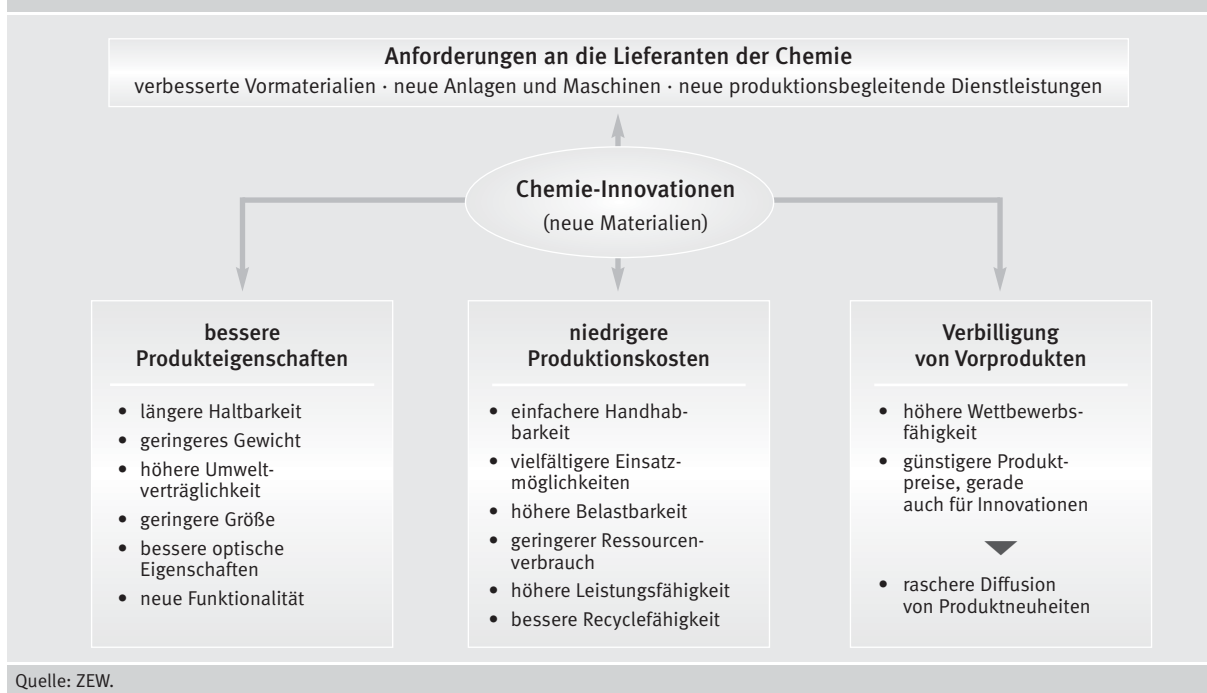 Anforderungen an die Lieferanten der Chemie
verbesserte Vormaterialien · neue Anlagen und Maschinen · neue produktionsbegleitende Dienstleistungen
Chemie-Innovationen
(neue Materialien)
bessere
Produkteigenschaften
• längere Haltbarkeit
• geringeres Gewicht
• höhere Umwelt-
verträglichkeit
• geringere Größe
• bessere optische
Eigenschaften
• neue Funktionalität
niedrigere
Produktionskosten
• einfachere Handhab-
barkeit
• vielfältigere Einsatz-
möglichkeiten
• höhere Belastbarkeit
• geringerer Ressourcen-
verbrauch
• höhere Leistungsfähigkeit
• bessere Recyclefähigkeit
Verbilligung
von Vorprodukten
• höhere Wettbewerbs-
fähigkeit
• günstigere Produkt-
preise, gerade
auch für Innovationen
• raschere Diffusion
von Produktneuheiten
Quelle: ZEW.